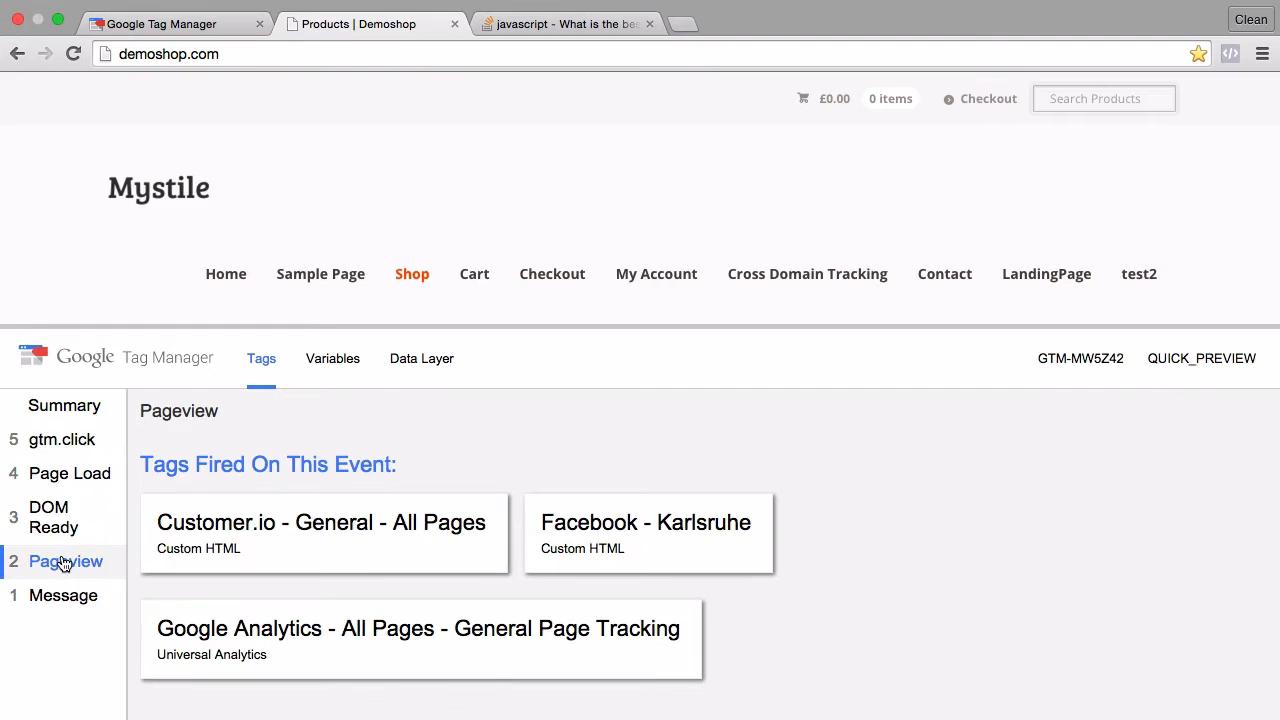 Google Tag Manager
Products | Demoshop
javascript - What is the bes
Clean
demoshop.com
£0.00 0 items Checkout Search Products
Mystile
Home Sample Page Shop Cart Checkout My Account Cross Domain Tracking Contact LandingPage test2
Google Tag Manager Tags Variables Data Layer GTM-MW5Z42 QUICK_PREVIEW
Summary
5 gtm.click
4 Page Load
3 DOM
Ready
2 Pageview
1 Message
Pageview
Tags Fired On This Event:
Customer.io - General - All Pages
Custom HTML
Facebook - Karlsruhe
Custom HTML
Google Analytics - All Pages - General Page Tracking
Universal Analytics